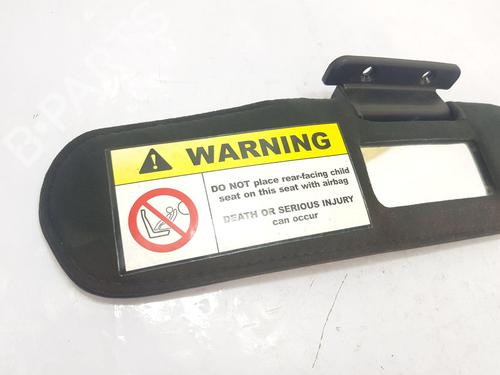 WARNING
DO NOT place rear-facing child
seat on this seat with airbag
DEATH OR SERIOUS INJURY
can occur
B-PARTS